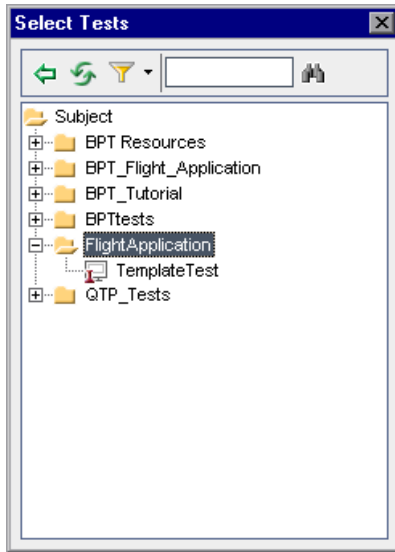 Select Tests
Subject
BPT Resources
BPT_Flight_Application
BPT_Tutorial
BPTtests
FlightApplication
TemplateTest
QTP_Tests